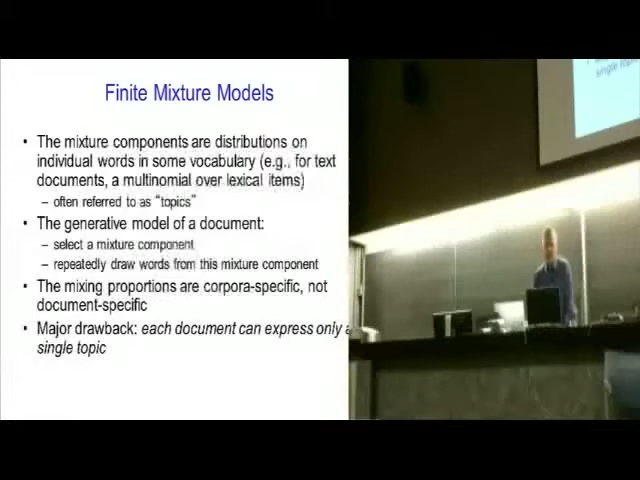 Finite Mixture Models
• The mixture components are distributions on
individual words in some vocabulary (e.g., for text
documents, a multinomial over lexical items)
– often referred to as "topics"
• The generative model of a document:
– select a mixture component
– repeatedly draw words from this mixture component
• The mixing proportions are corpora-specific, not
document-specific
• Major drawback: each document can express only a
single topic
single topic